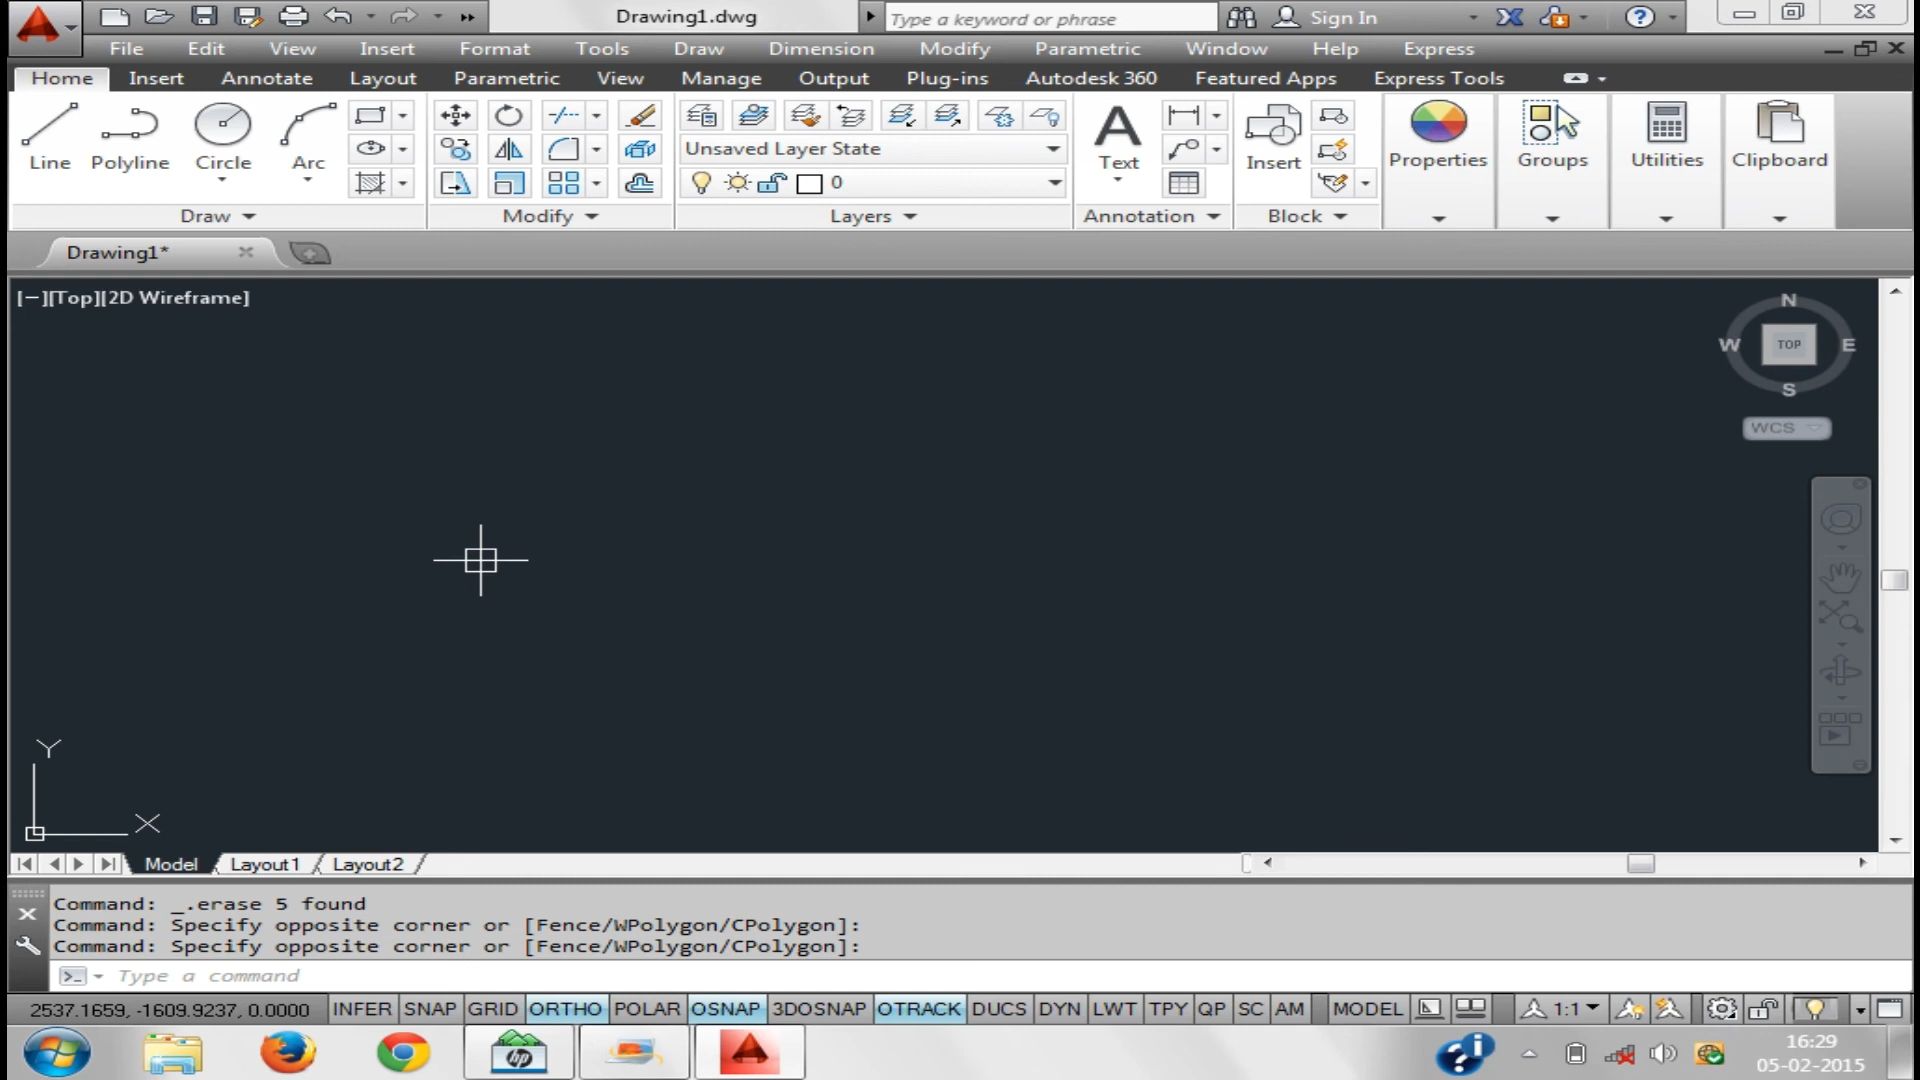 Drawing1.dwg
Type a keyword or phrase
Sign In
File Edit View Insert Format Tools Draw Dimension Modify Parametric Window Help Express
Home Insert Annotate Layout Parametric View Manage Output Plug-ins Autodesk 360 Featured Apps Express Tools
Line Polyline Circle Arc
Unsaved Layer State
0
Text
Insert
Properties Groups Utilities Clipboard
Draw Modify Layers Annotation Block
Drawing1*
[−][Top][2D Wireframe]
N
W TOP E
S
WCS
Y
X
Model Layout1 Layout2
Command: _.erase 5 found
Command: Specify opposite corner or [Fence/WPolygon/CPolygon]:
Command: Specify opposite corner or [Fence/WPolygon/CPolygon]:
>_ Type a command
2537.1659, -1609.9237, 0.0000 INFER SNAP GRID ORTHO POLAR OSNAP 3DOSNAP OTRACK DUCS DYN LWT TPY QP SC AM MODEL 1:1
hp
16:29
05-02-2015